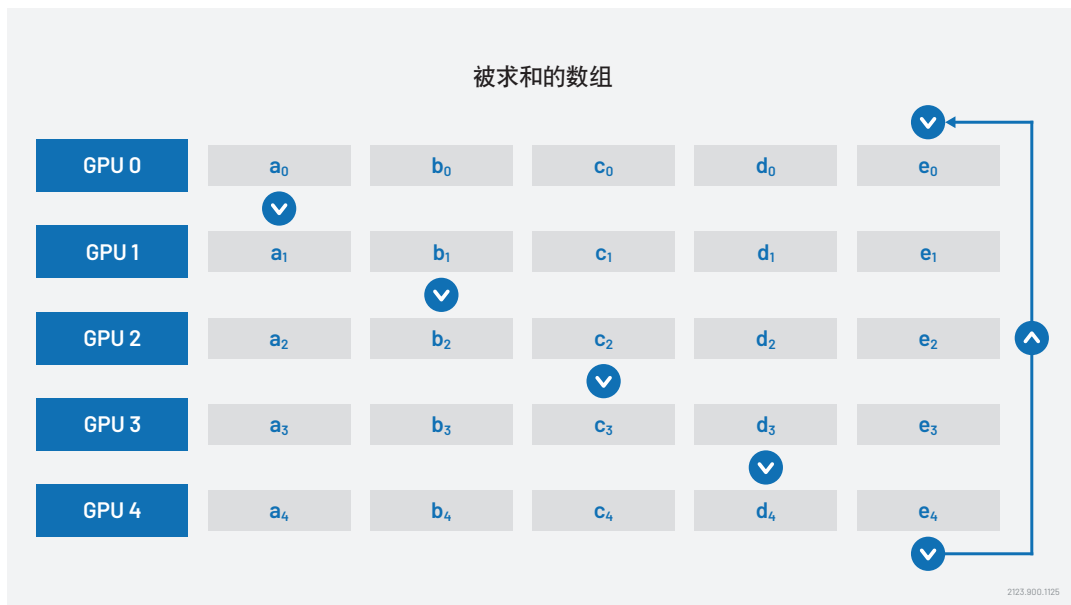 被求和的数组
GPU 0 a₀ b₀ c₀ d₀ e₀
GPU 1 a₁ b₁ c₁ d₁ e₁
GPU 2 a₂ b₂ c₂ d₂ e₂
GPU 3 a₃ b₃ c₃ d₃ e₃
GPU 4 a₄ b₄ c₄ d₄ e₄
2123.900.1125